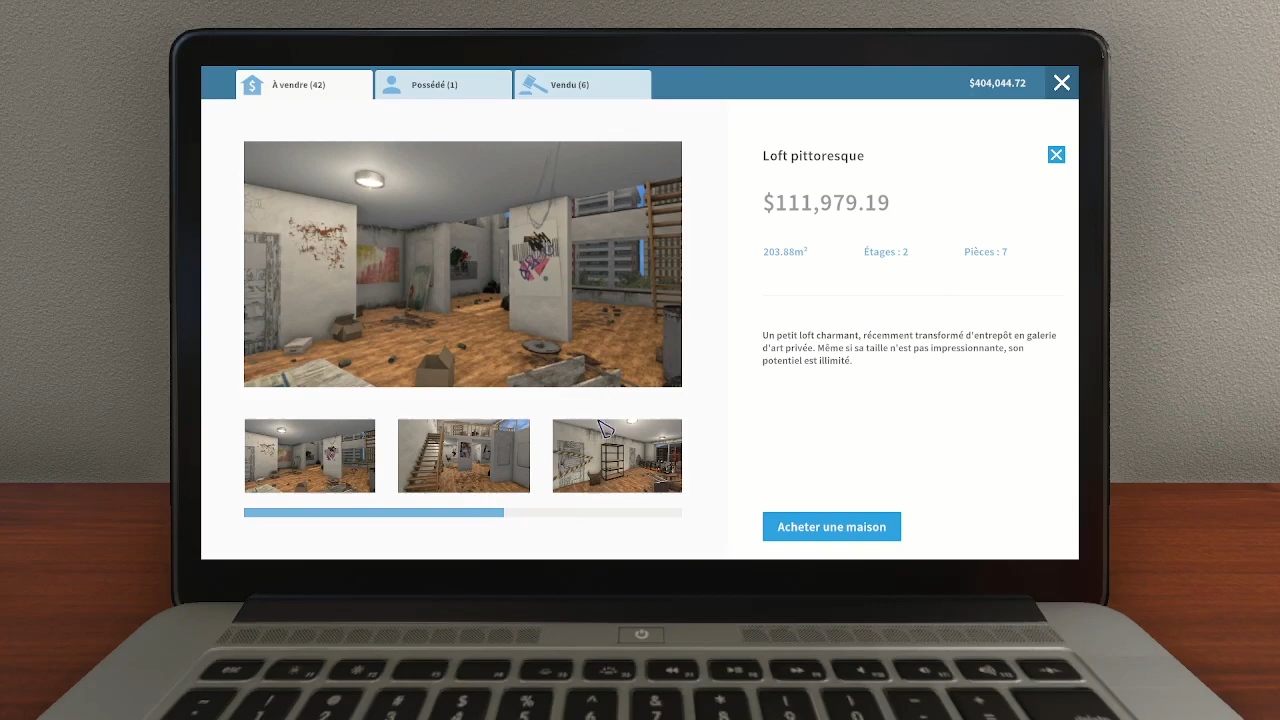 À vendre (42)
Possédé (1)
Vendu (6)
$404,044.72
Loft pittoresque
$111,979.19
203.88m²
Étages : 2
Pièces : 7
Un petit loft charmant, récemment transformé d'entrepôt en galerie
d'art privée. Même si sa taille n'est pas impressionnante, son
potentiel est illimité.
Acheter une maison
esc